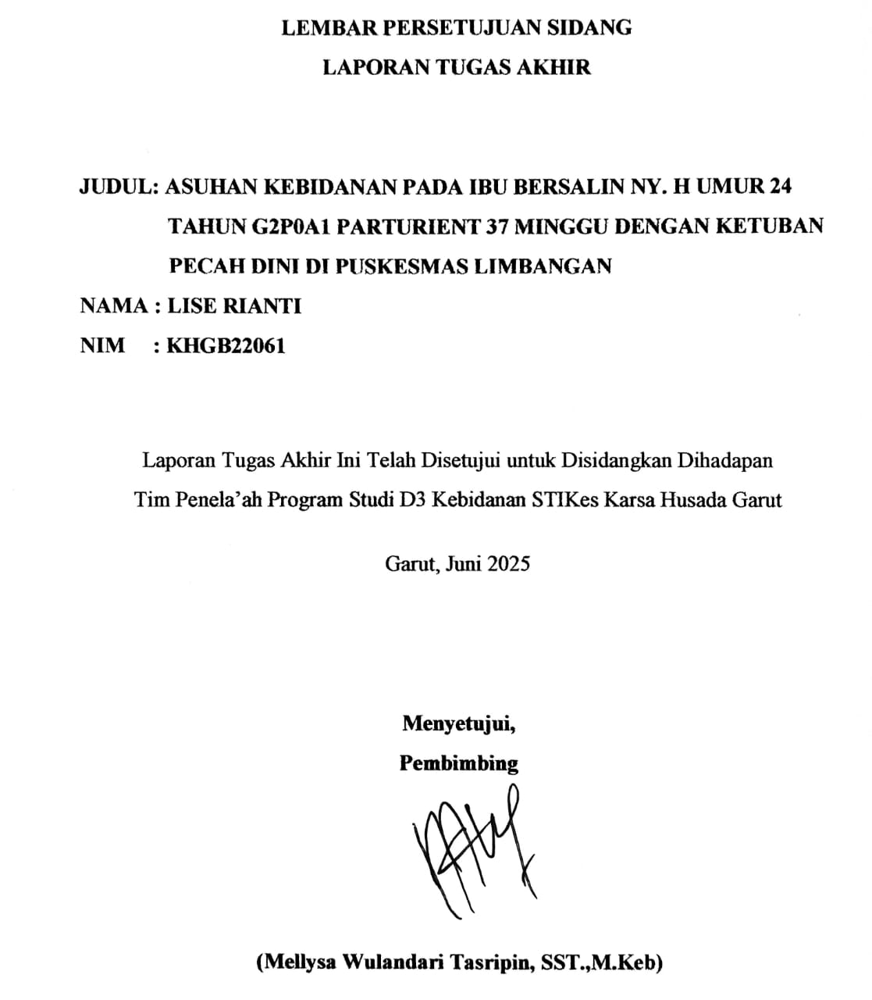 LEMBAR PERSETUJUAN SIDANG
LAPORAN TUGAS AKHIR
JUDUL: ASUHAN KEBIDANAN PADA IBU BERSALIN NY. H UMUR 24
TAHUN G2P0A1 PARTURIENT 37 MINGGU DENGAN KETUBAN
PECAH DINI DI PUSKESMAS LIMBANGAN
NAMA : LISE RIANTI
NIM : KHGB22061
Laporan Tugas Akhir Ini Telah Disetujui untuk Disidangkan Dihadapan
Tim Penela’ah Program Studi D3 Kebidanan STIKes Karsa Husada Garut
Garut, Juni 2025
Menyetujui,
Pembimbing
(Mellysa Wulandari Tasripin, SST.,M.Keb)